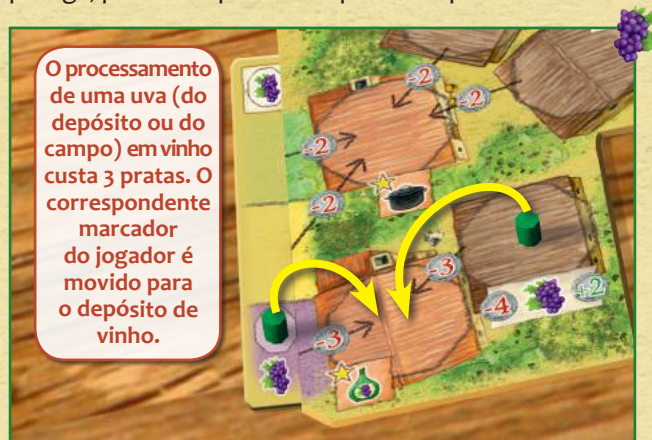 O processamento
de uma uva (do
depósito ou do
campo) em vinho
custa 3 pratas. O
correspondente
marcador
do jogador é
movido para
o depósito de
vinho.
-2
-2
-2
-2
-3
-3
-4
+2